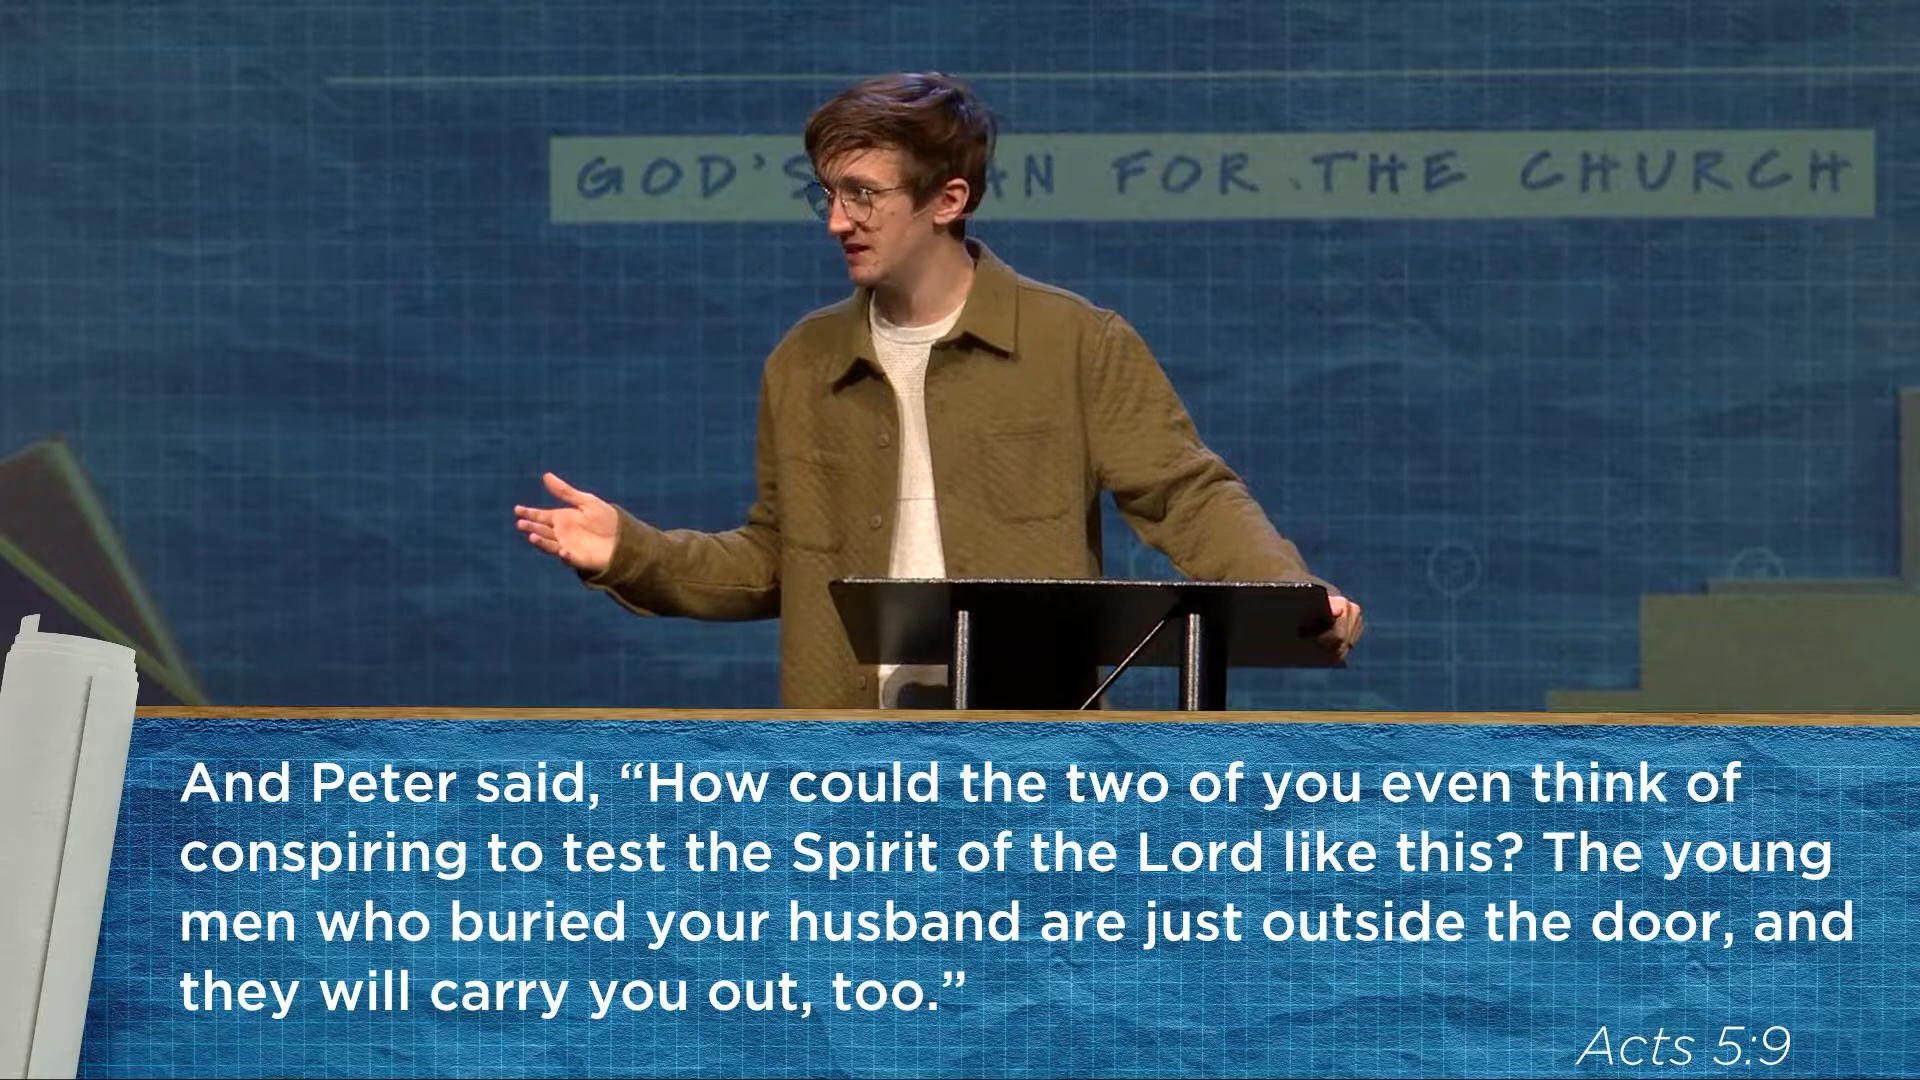 GOD'S AN FOR THE CHURCH
And Peter said, “How could the two of you even think of
conspiring to test the Spirit of the Lord like this? The young
men who buried your husband are just outside the door, and
they will carry you out, too.”
Acts 5:9